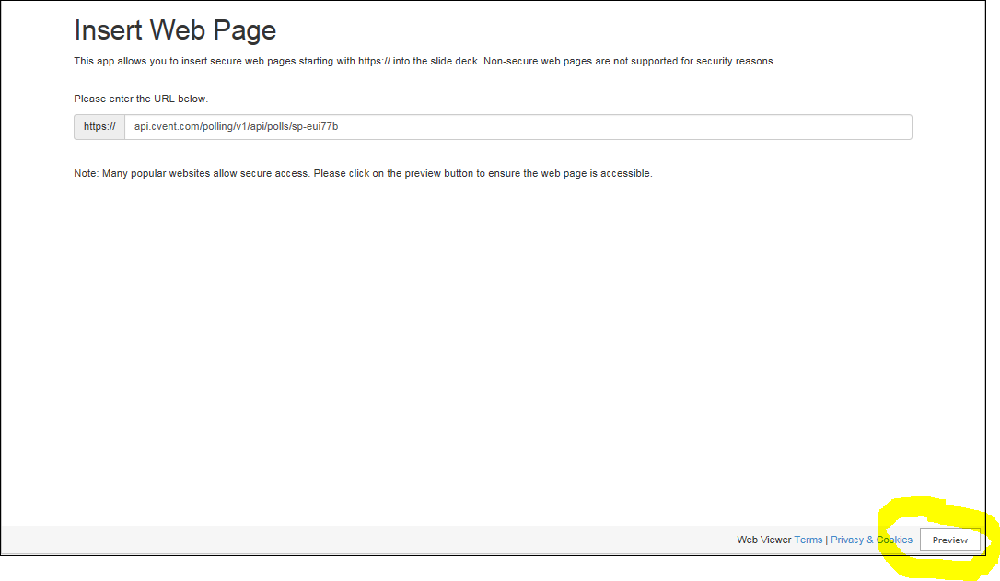 Insert Web Page
This app allows you to insert secure web pages starting with https:// into the slide deck. Non-secure web pages are not supported for security reasons.
Please enter the URL below.
https:// api.cvent.com/polling/v1/api/polls/sp-eui77b
Note: Many popular websites allow secure access. Please click on the preview button to ensure the web page is accessible.
Web Viewer Terms | Privacy & Cookies Preview